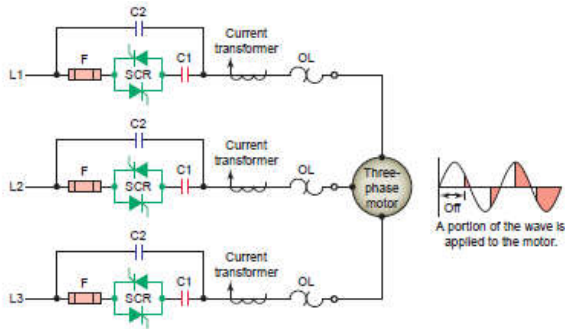 C2
F
SCR
C1
Current
transformer
OL
L1
C2
F
SCR
C1
Current
transformer
OL
L2
Three-
phase
motor
Off
A portion of the wave is
applied to the motor.
C2
F
SCR
C1
Current
transformer
OL
L3